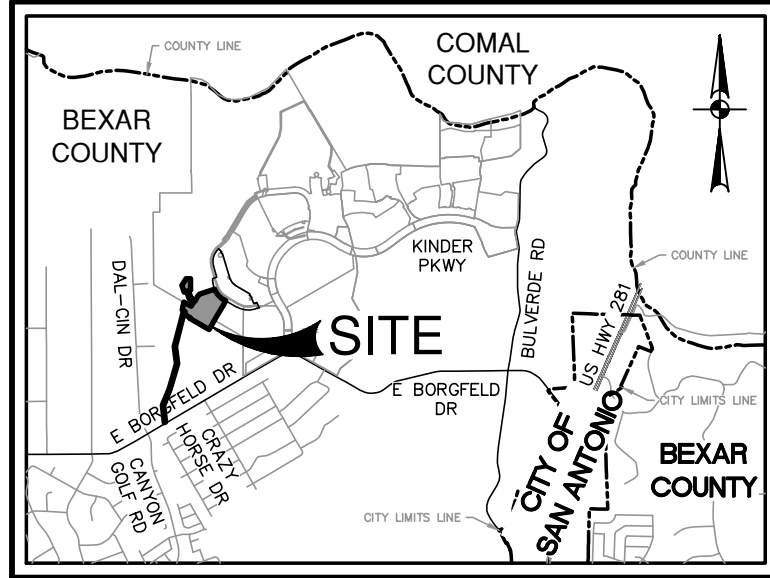 COUNTY LINE
COMAL
COUNTY
BEXAR
COUNTY
KINDER
PKWY
BULVERDE RD
COUNTY LINE
DAL-CIN DR
US HWY 281
SITE
E BORGFELD DR
E BORGFELD
DR
CITY LIMITS LINE
CRAZY
HORSE DR
CANYON
GOLF RD
CITY OF
SAN ANTONIO
BEXAR
COUNTY
CITY LIMITS LINE